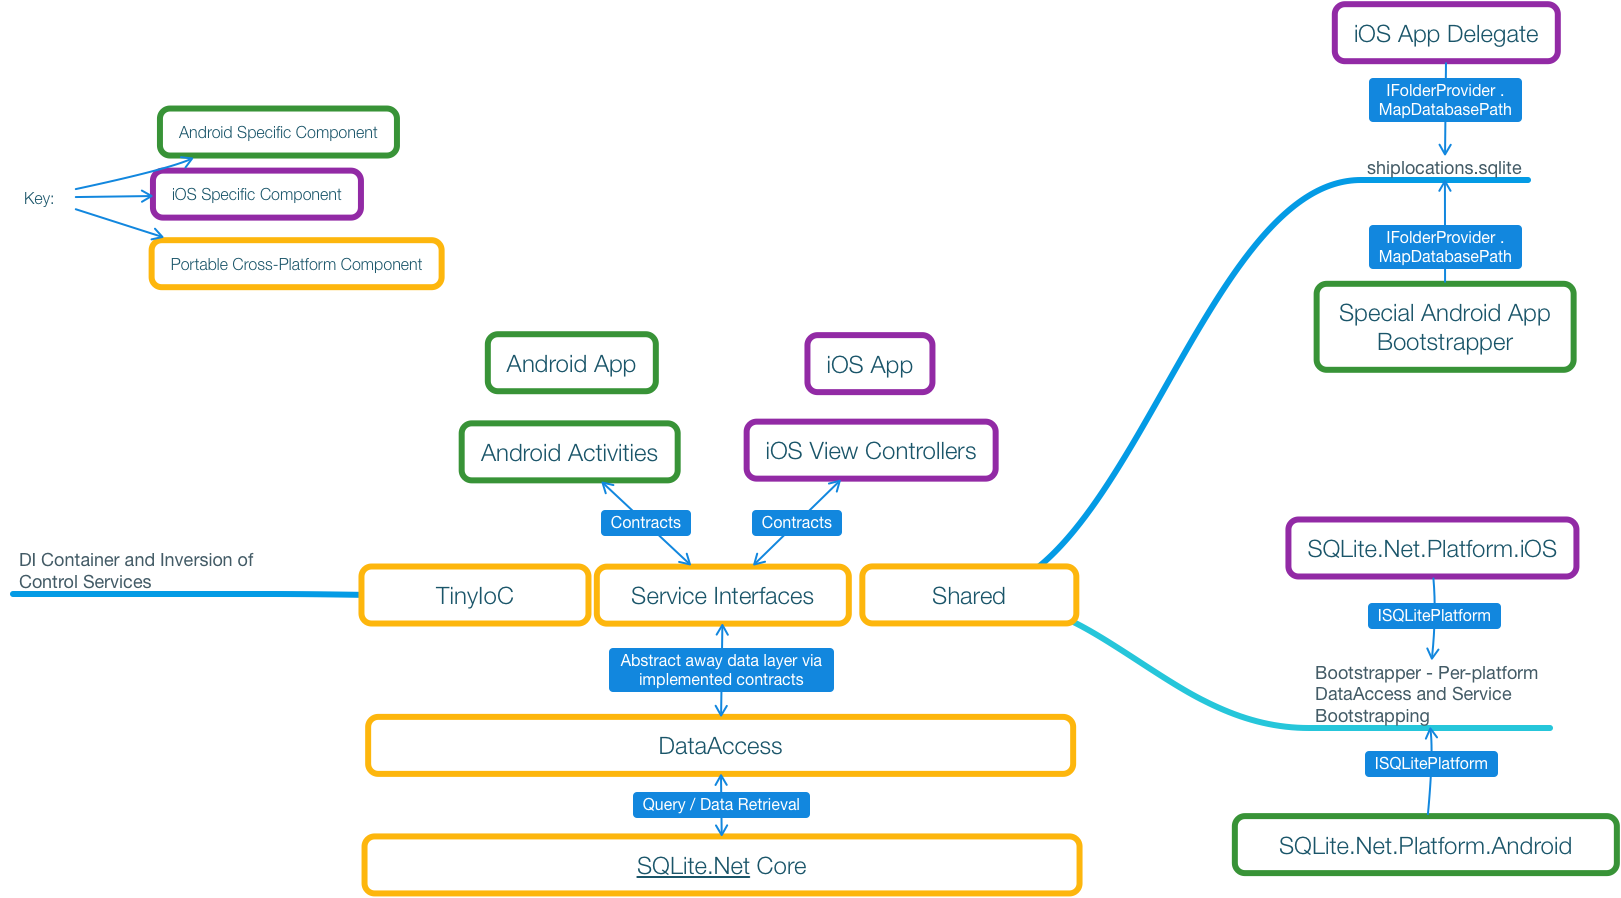 iOS App Delegate
IFolderProvider .
MapDatabasePath
shiplocations.sqlite
IFolderProvider .
MapDatabasePath
Special Android App
Bootstrapper
Key:
Android Specific Component
iOS Specific Component
Portable Cross-Platform Component
Android App
iOS App
Android Activities
iOS View Controllers
Contracts
Contracts
DI Container and Inversion of
Control Services
TinyIoC
Service Interfaces
Shared
Abstract away data layer via
implemented contracts
DataAccess
Query / Data Retrieval
SQLite.Net Core
SQLite.Net.Platform.iOS
ISQLitePlatform
Bootstrapper - Per-platform
DataAccess and Service
Bootstrapping
ISQLitePlatform
SQLite.Net.Platform.Android